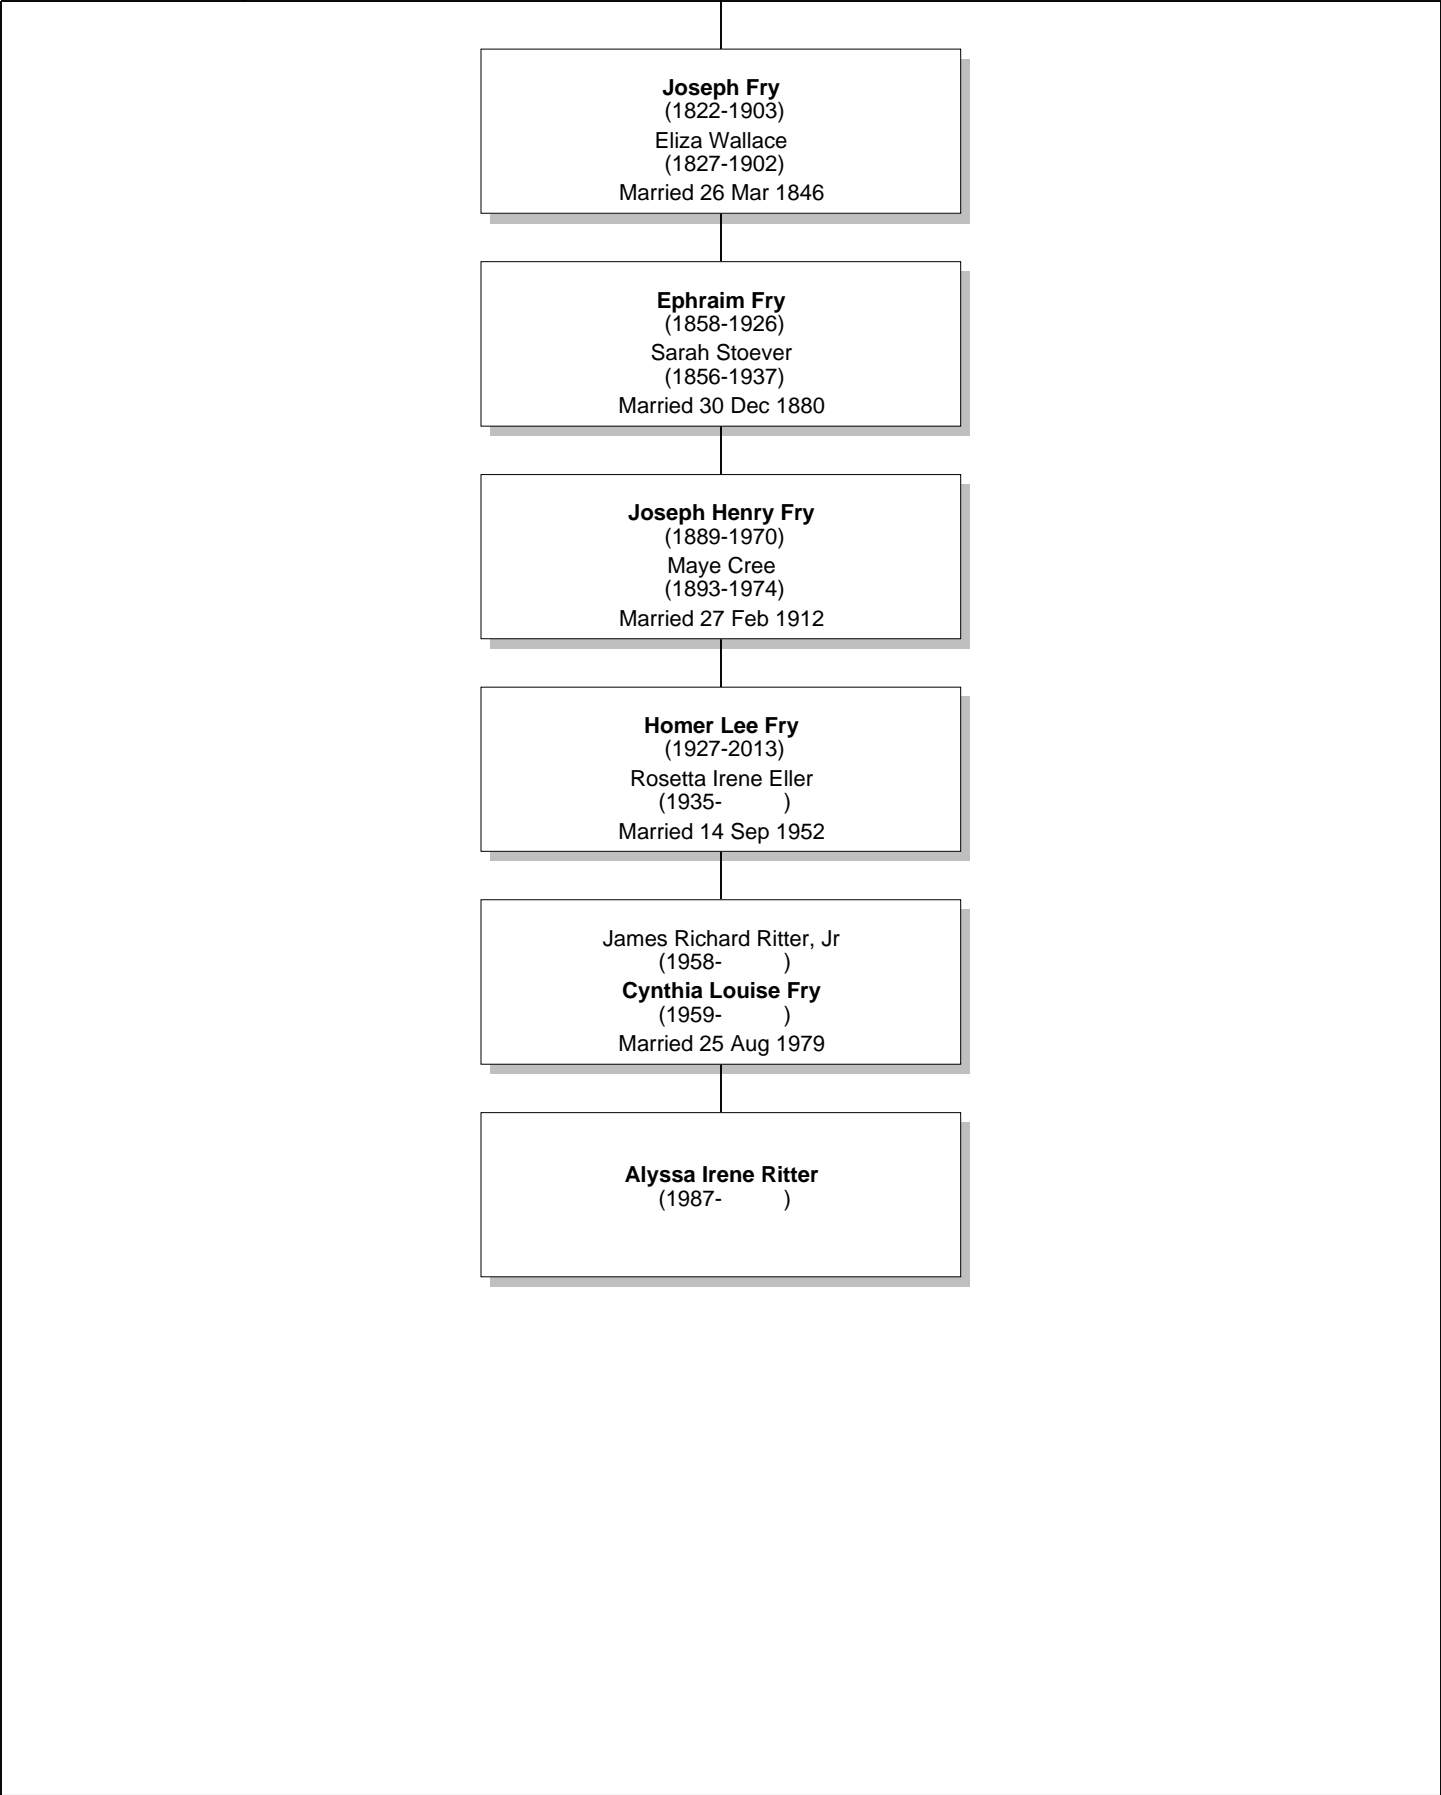 Joseph Fry
(1822-1903)
Eliza Wallace
(1827-1902)
Married 26 Mar 1846
Ephraim Fry
(1858-1926)
Sarah Stoever
(1856-1937)
Married 30 Dec 1880
Joseph Henry Fry
(1889-1970)
Maye Cree
(1893-1974)
Married 27 Feb 1912
Homer Lee Fry
(1927-2013)
Rosetta Irene Eller
(1935- )
Married 14 Sep 1952
James Richard Ritter, Jr
(1958- )
Cynthia Louise Fry
(1959- )
Married 25 Aug 1979
Alyssa Irene Ritter
(1987- )